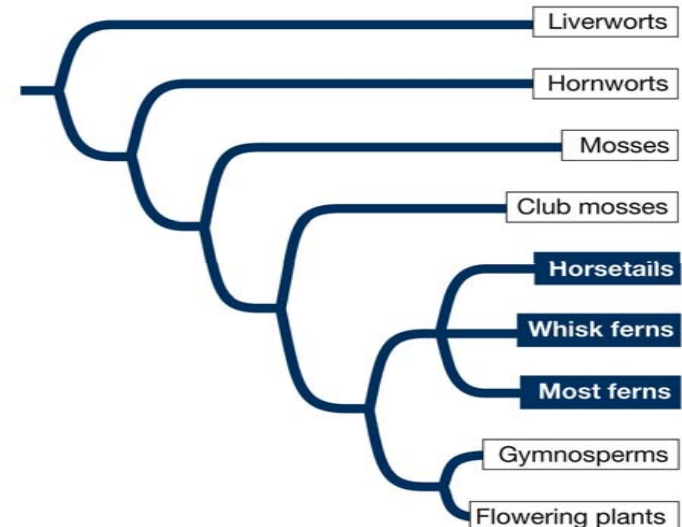 Liverworts
Hornworts
Mosses
Club mosses
Horsetails
Whisk ferns
Most ferns
Gymnosperms
Flowering plants